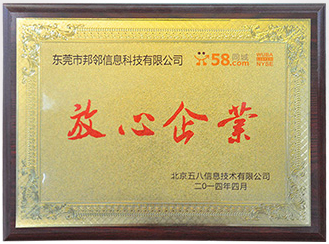 东莞市邦邻信息科技有限公司
58同城.com
WUBA
NYSE
放心企業
北京五八信息技术有限公司
二〇一四年四月